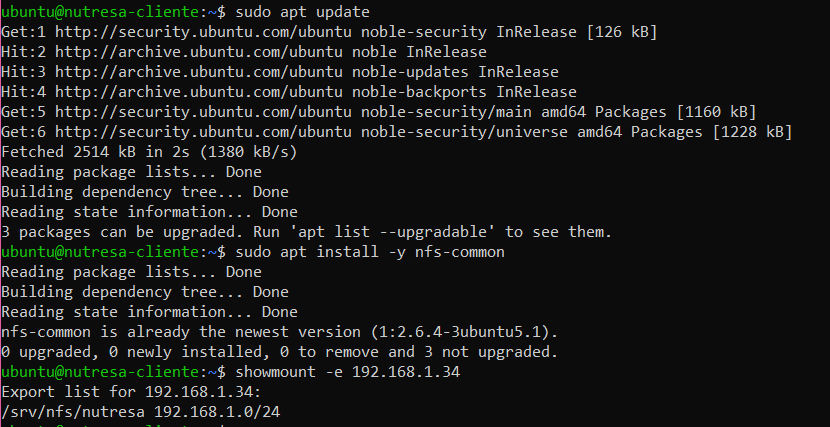 ubuntu@nutresa-cliente:~$ sudo apt update
Get:1 http://security.ubuntu.com/ubuntu noble-security InRelease [126 kB]
Hit:2 http://archive.ubuntu.com/ubuntu noble InRelease
Hit:3 http://archive.ubuntu.com/ubuntu noble-updates InRelease
Hit:4 http://archive.ubuntu.com/ubuntu noble-backports InRelease
Get:5 http://security.ubuntu.com/ubuntu noble-security/main amd64 Packages [1160 kB]
Get:6 http://security.ubuntu.com/ubuntu noble-security/universe amd64 Packages [1228 kB]
Fetched 2514 kB in 2s (1380 kB/s)
Reading package lists... Done
Building dependency tree... Done
Reading state information... Done
3 packages can be upgraded. Run 'apt list --upgradable' to see them.
ubuntu@nutresa-cliente:~$ sudo apt install -y nfs-common
Reading package lists... Done
Building dependency tree... Done
Reading state information... Done
nfs-common is already the newest version (1:2.6.4-3ubuntu5.1).
0 upgraded, 0 newly installed, 0 to remove and 3 not upgraded.
ubuntu@nutresa-cliente:~$ showmount -e 192.168.1.34
Export list for 192.168.1.34:
/srv/nfs/nutresa 192.168.1.0/24